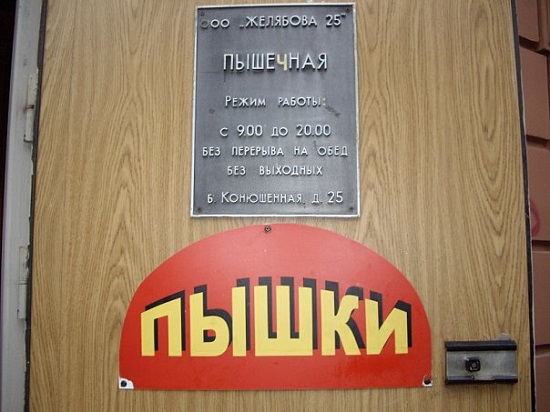 ООО „ЖЕЛЯБОВА 25"
ПЫШЕЧНАЯ
РЕЖИМ РАБОТЫ:
С 9.00 ДО 20.00
БЕЗ ПЕРЕРЫВА НА ОБЕД
БЕЗ ВЫХОДНЫХ
Б. КОНЮШЕННАЯ, Д. 25
ПЫШКИ